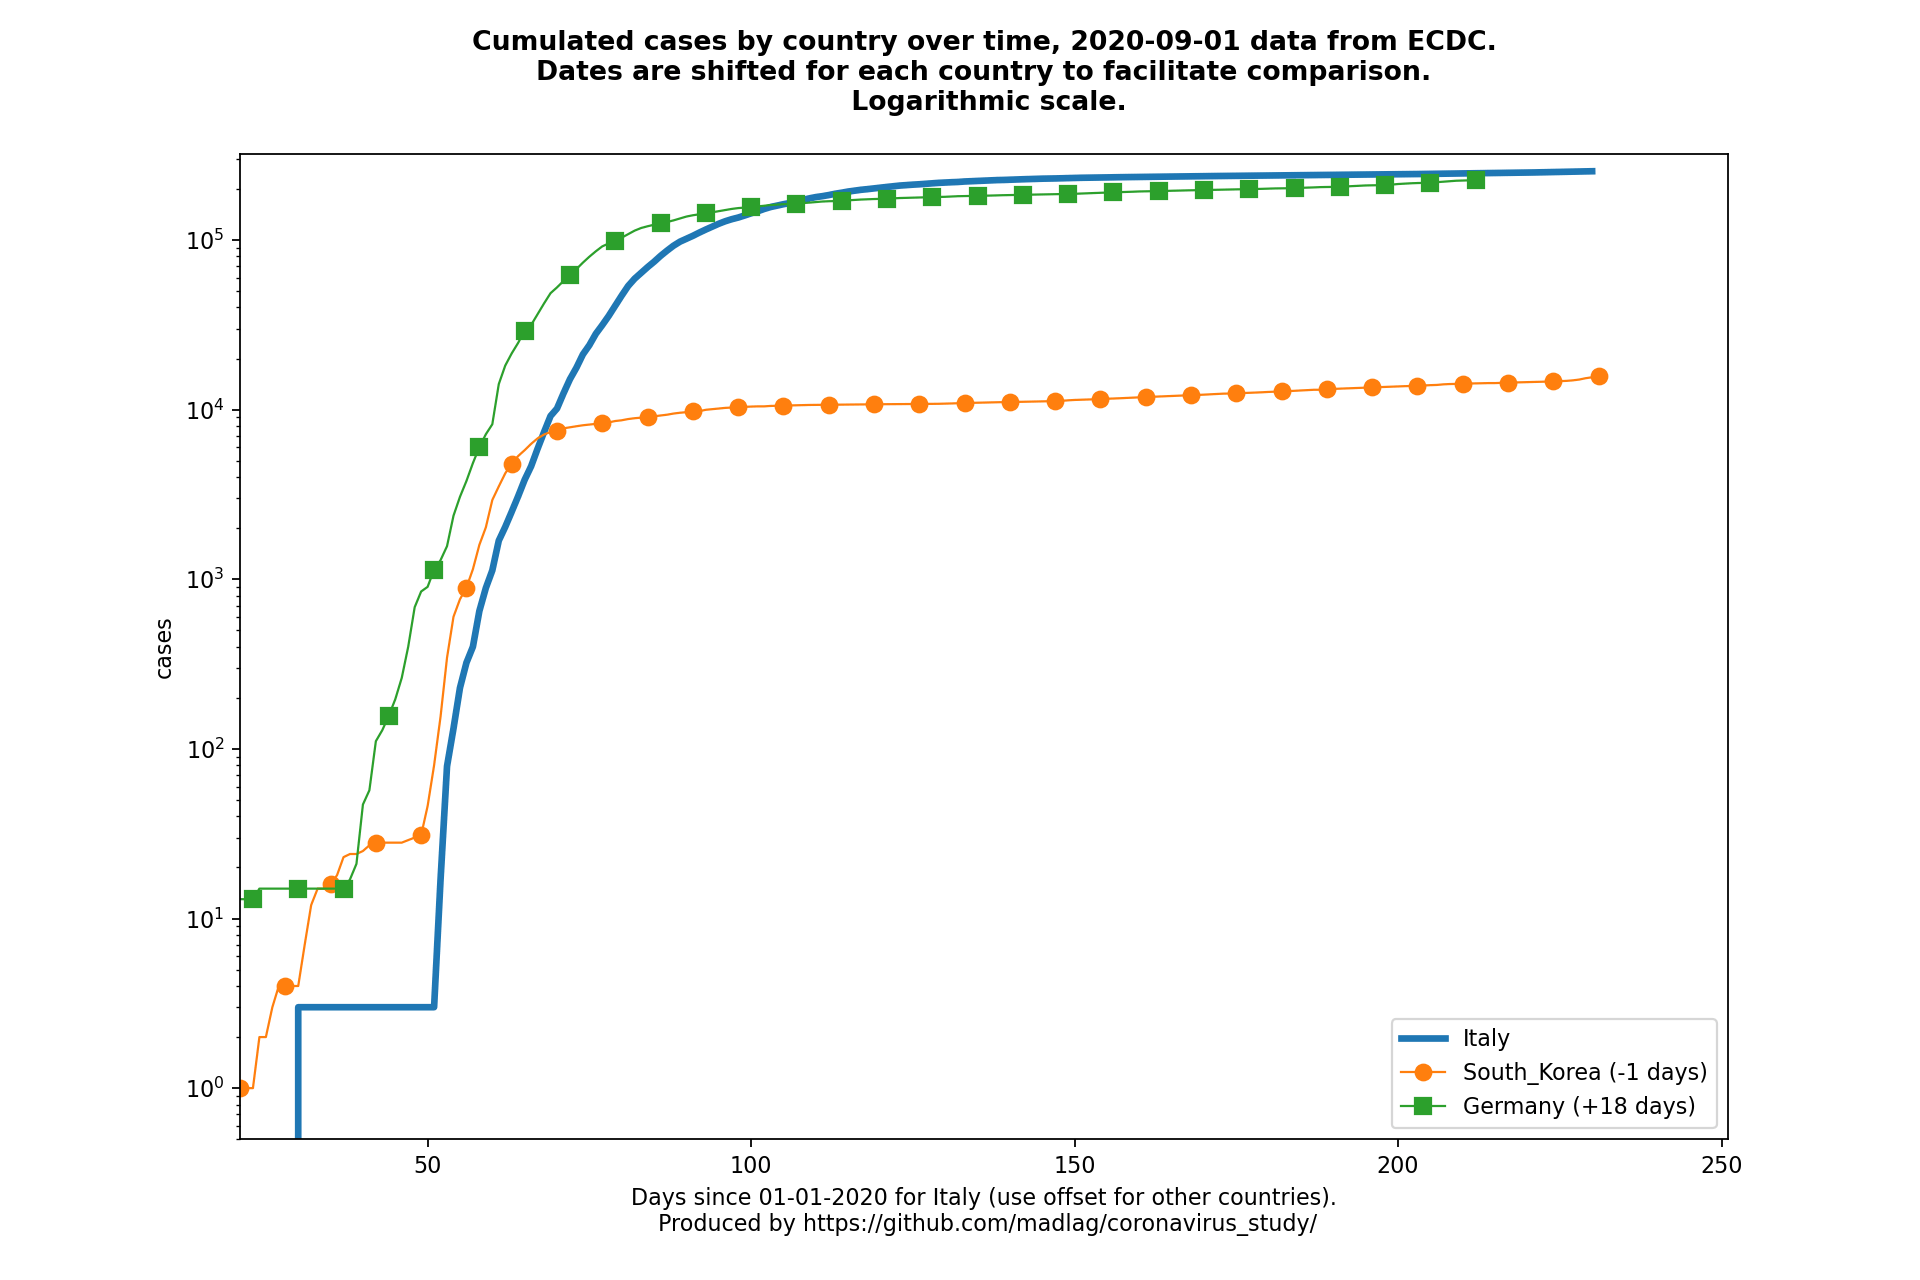 Cumulated cases by country over time, 2020-09-01 data from ECDC.
Dates are shifted for each country to facilitate comparison.
Logarithmic scale.
10^5
10^4
10^3
10^2
10^1
10^0
cases
50 100 150 200 250
Italy
South_Korea (-1 days)
Germany (+18 days)
Days since 01-01-2020 for Italy (use offset for other countries).
Produced by https://github.com/madlag/coronavirus_study/